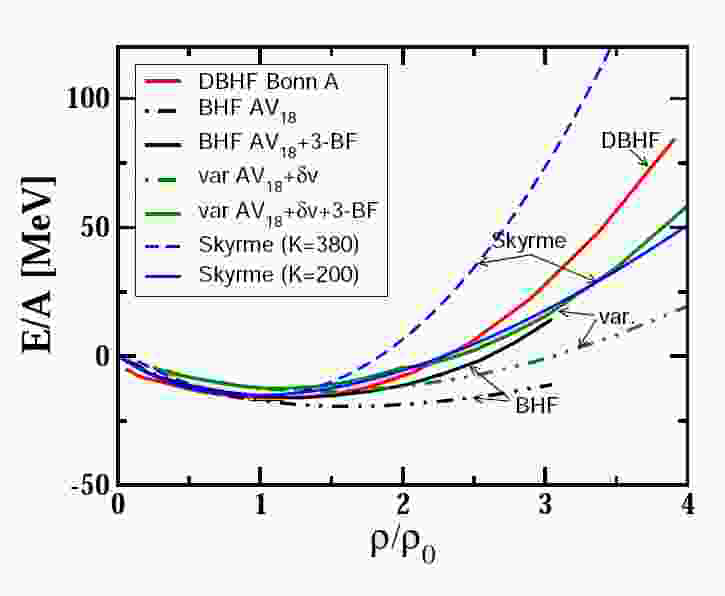 E/A [MeV]
100
50
0
-50
DBHF Bonn A
BHF AV18
BHF AV18+3-BF
var AV18+δv
var AV18+δv+3-BF
Skyrme (K=380)
Skyrme (K=200)
DBHF
Skyrme
var.
BHF
0 1 2 3 4
ρ/ρ0